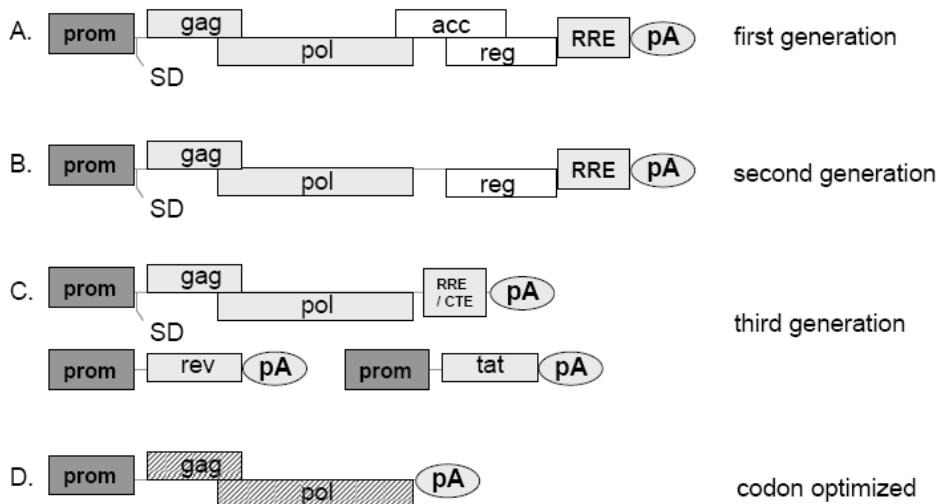 A. prom gag pol acc reg RRE pA first generation
SD
B. prom gag pol reg RRE pA second generation
SD
C. prom gag pol RRE / CTE pA third generation
SD
prom rev pA prom tat pA
D. prom gag pol pA codon optimized